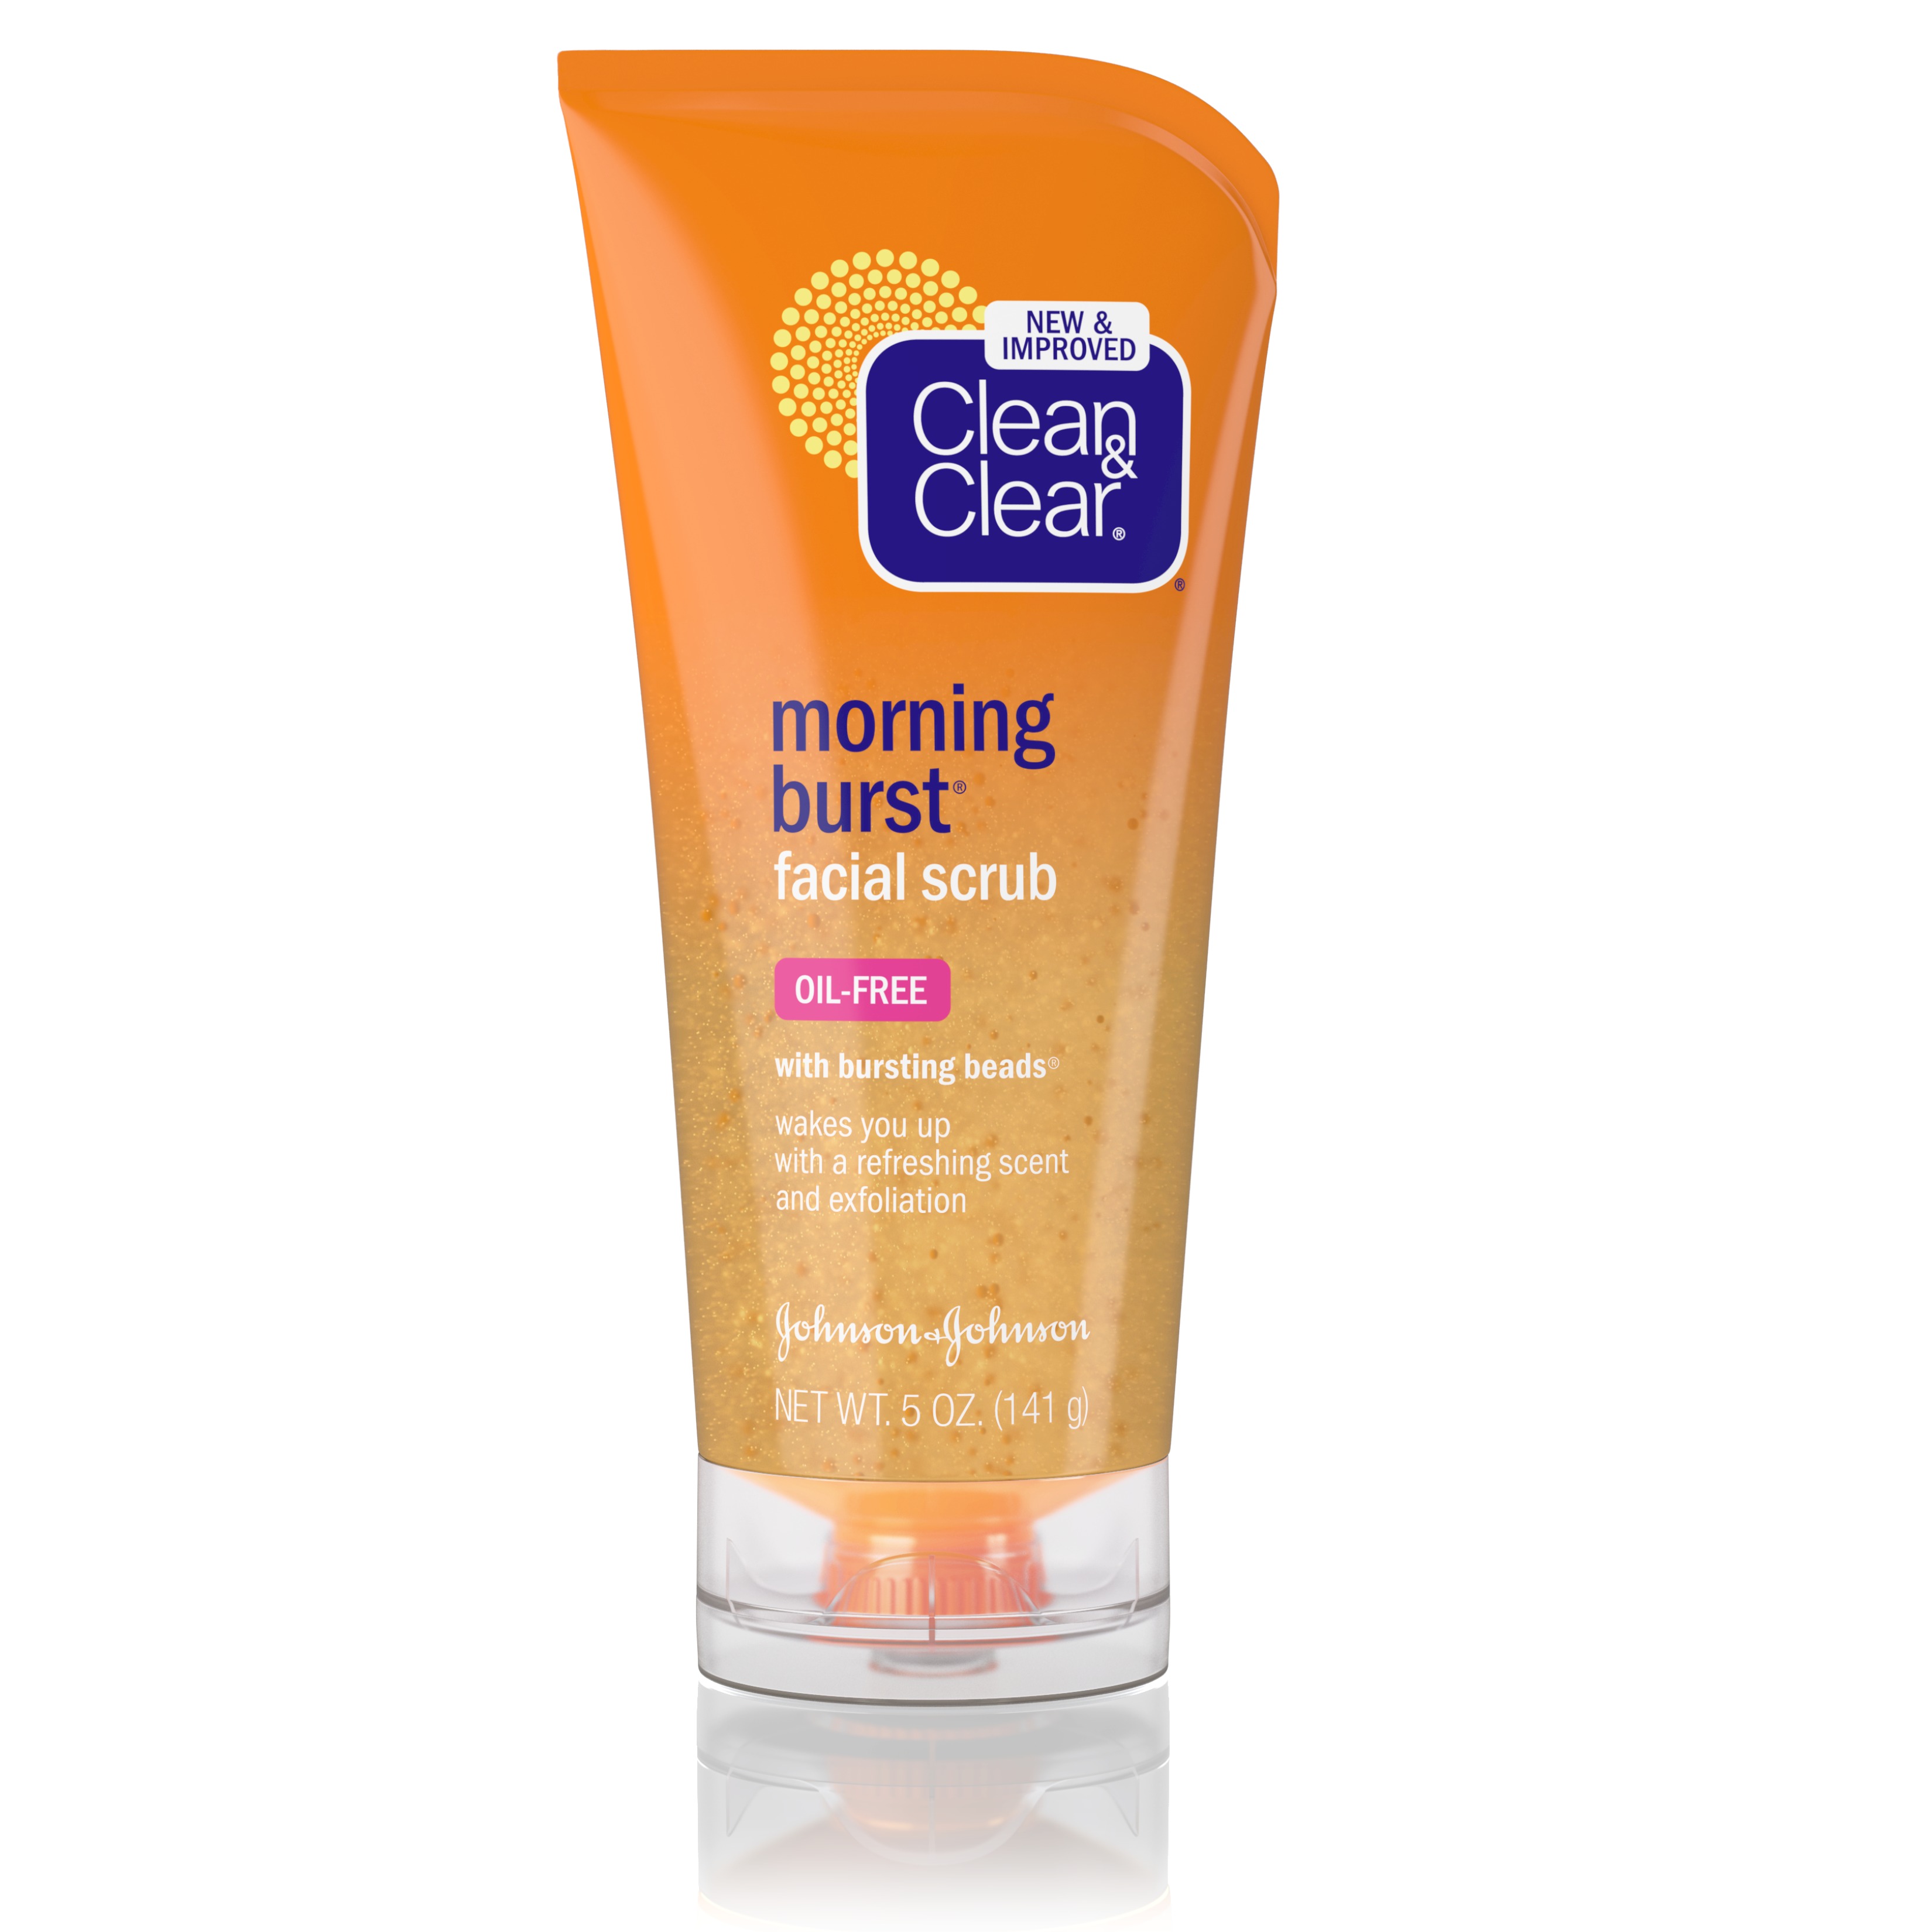 NEW &
IMPROVED
Clean
&
Clear®
®
morning
burst®
facial scrub
OIL-FREE
with bursting beads®
wakes you up
with a refreshing scent
and exfoliation
Johnson & Johnson
NET WT. 5 OZ. (141 g)